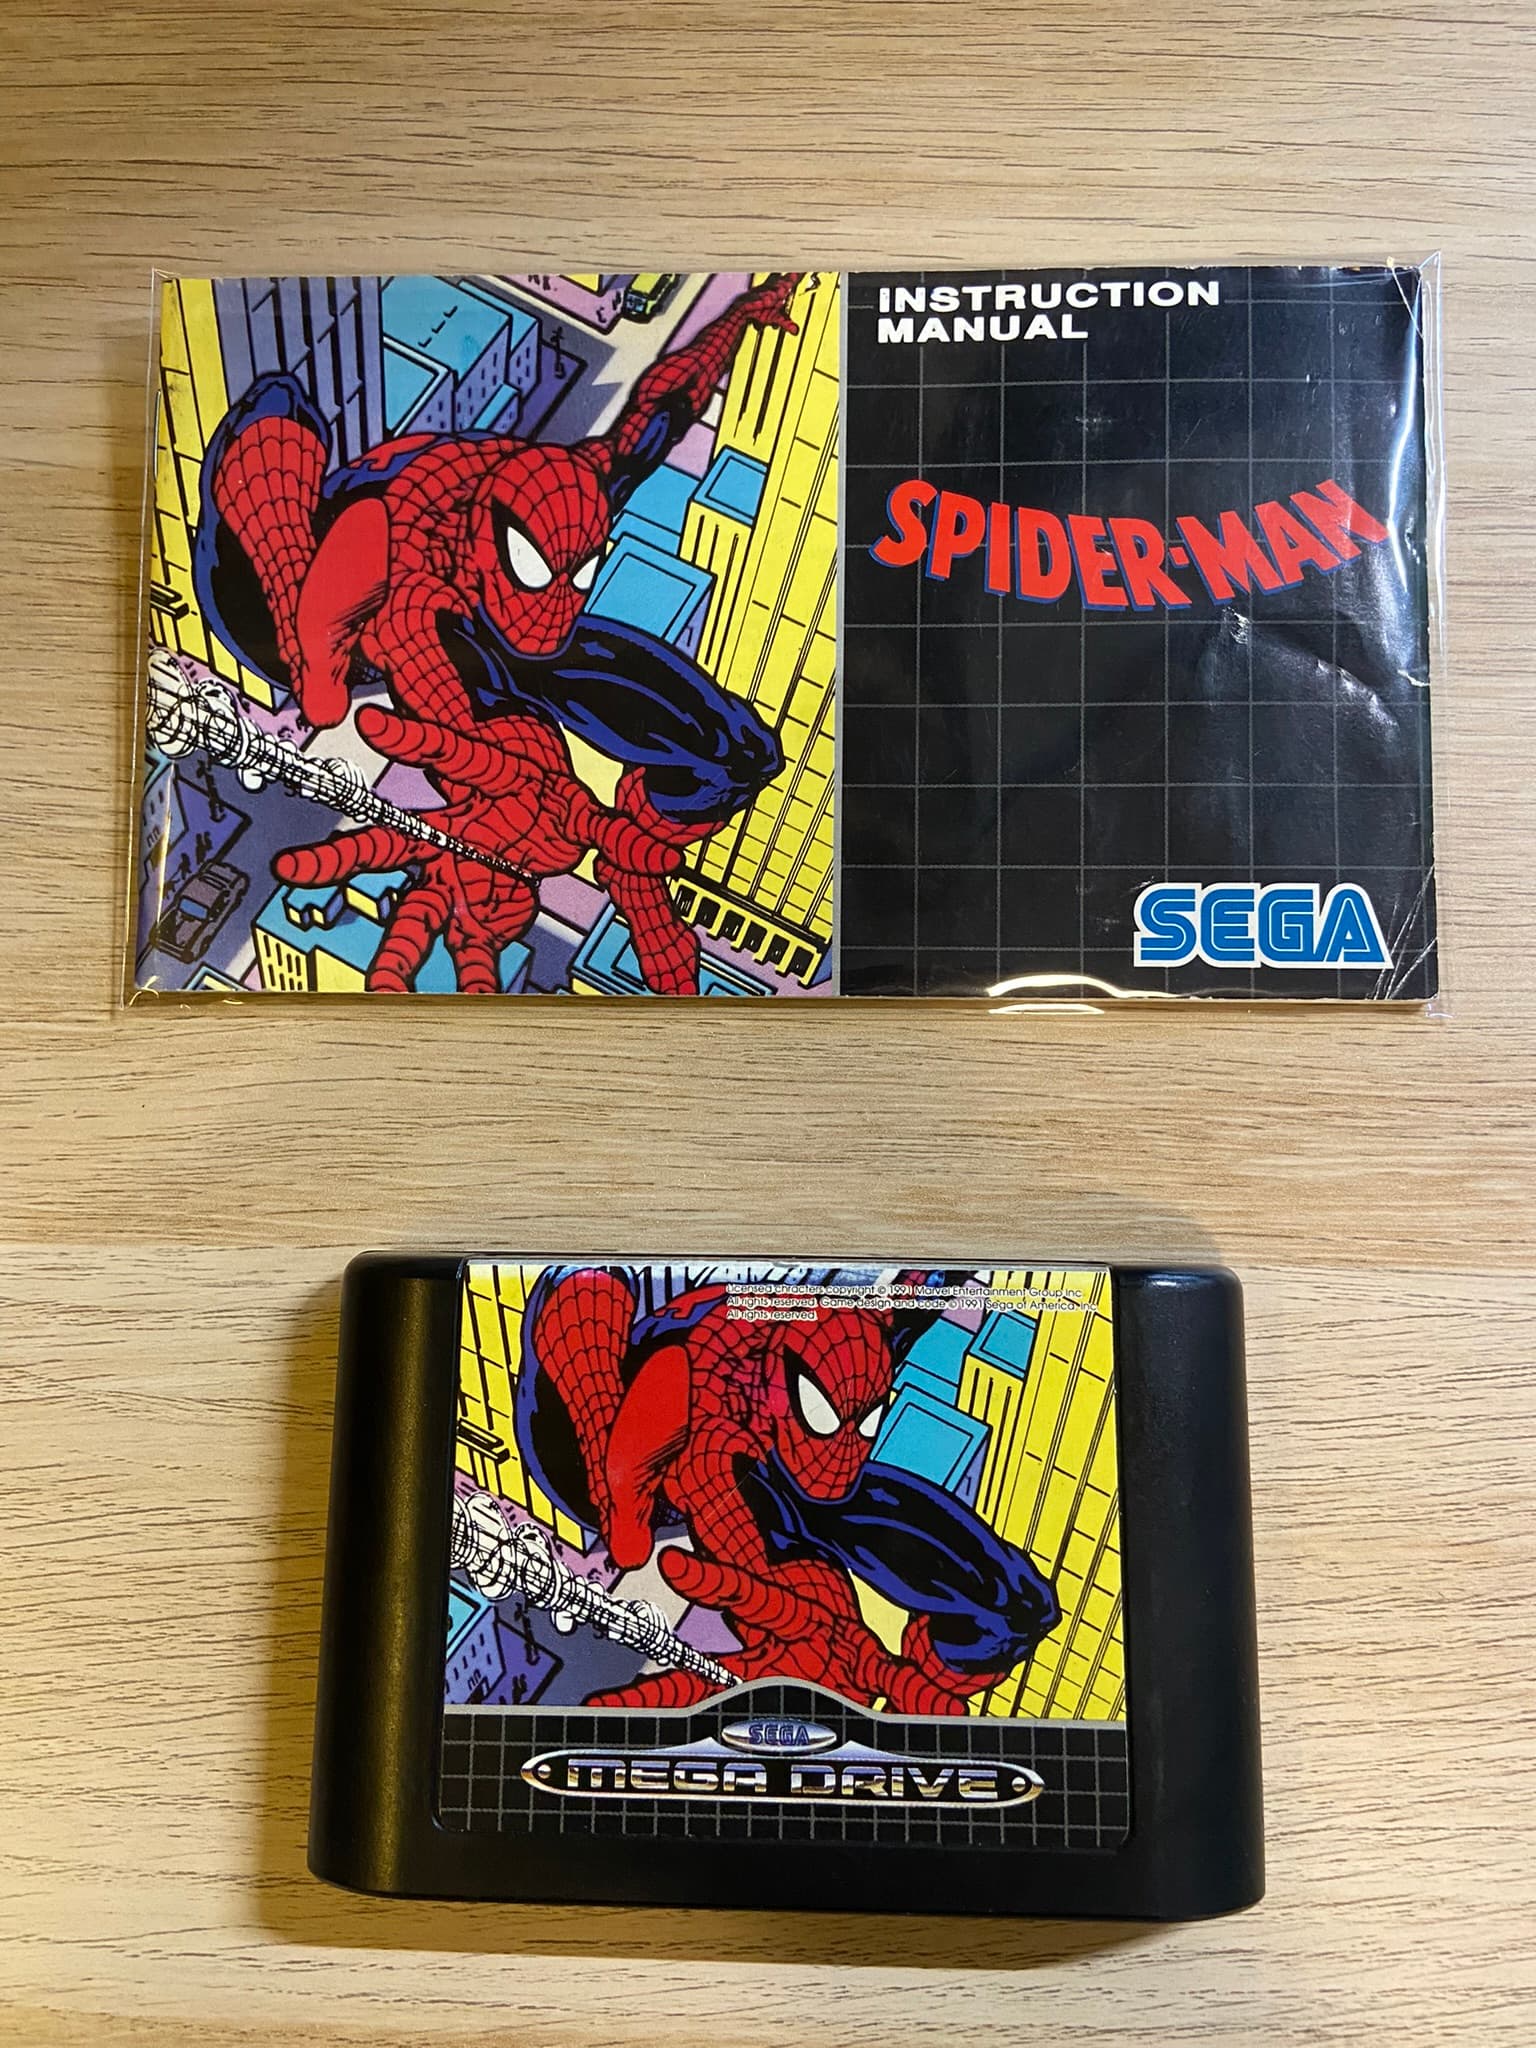 INSTRUCTION
MANUAL
SPIDER-MAN
SEGA
Licensed chracters copyright © 1991 Marvel Entertainment Group Inc.
All rights reserved. Game design and code © 1991 Sega of America, Inc.
All rights reserved.
SEGA
MEGA DRIVE